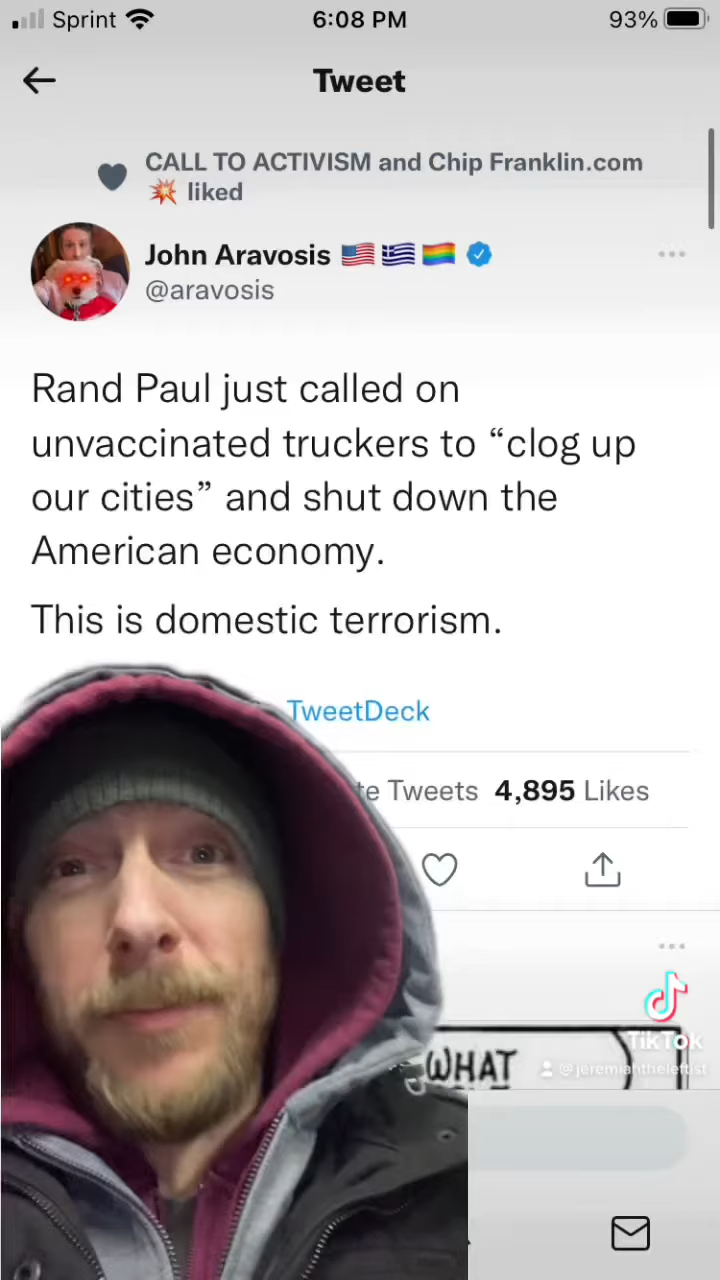 Sprint 6:08 PM 93%
Tweet
CALL TO ACTIVISM and Chip Franklin.com
💥 liked
John Aravosis 🇺🇸🇬🇷🏳️‍🌈
@aravosis
Rand Paul just called on
unvaccinated truckers to “clog up
our cities” and shut down the
American economy.
This is domestic terrorism.
TweetDeck
te Tweets 4,895 Likes
TikTok
WHAT
@jeremiahtheleftist